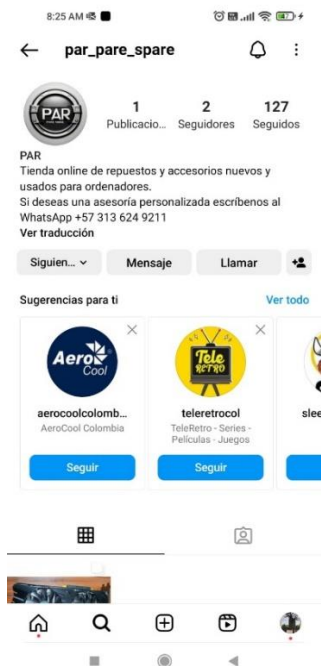 8:25 AM
par_pare_spare
PAR
1 2 127
Publicacio... Seguidores Seguidos
PAR
Tienda online de repuestos y accesorios nuevos y
usados para ordenadores.
Si deseas una asesoría personalizada escríbenos al
WhatsApp +57 313 624 9211
Ver traducción
Siguien... Mensaje Llamar
Sugerencias para ti Ver todo
Aero
Cool
Tele
RETRO
aerocoolcolomb... teleretrocol slee
AeroCool Colombia TeleRetro - Series -
Películas - Juegos
Seguir Seguir